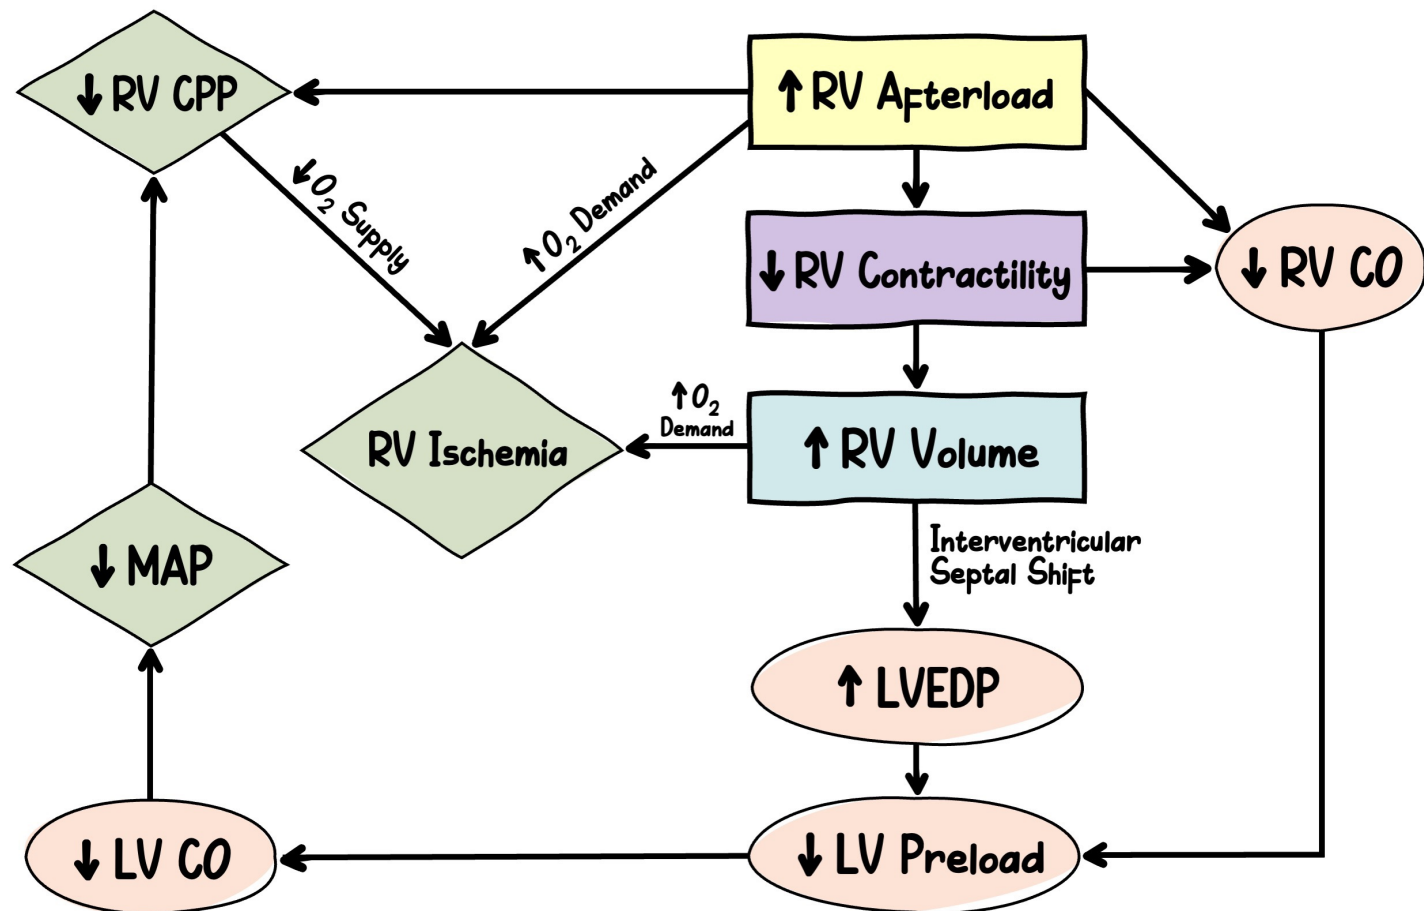 ↓ RV CPP
↑ RV Afterload
↓ O₂ Supply
↑ O₂ Demand
↓ RV Contractility
↓ RV CO
↑ O₂
Demand
RV Ischemia
↑ RV Volume
Interventricular
Septal Shift
↓ MAP
↑ LVEDP
↓ LV CO
↓ LV Preload